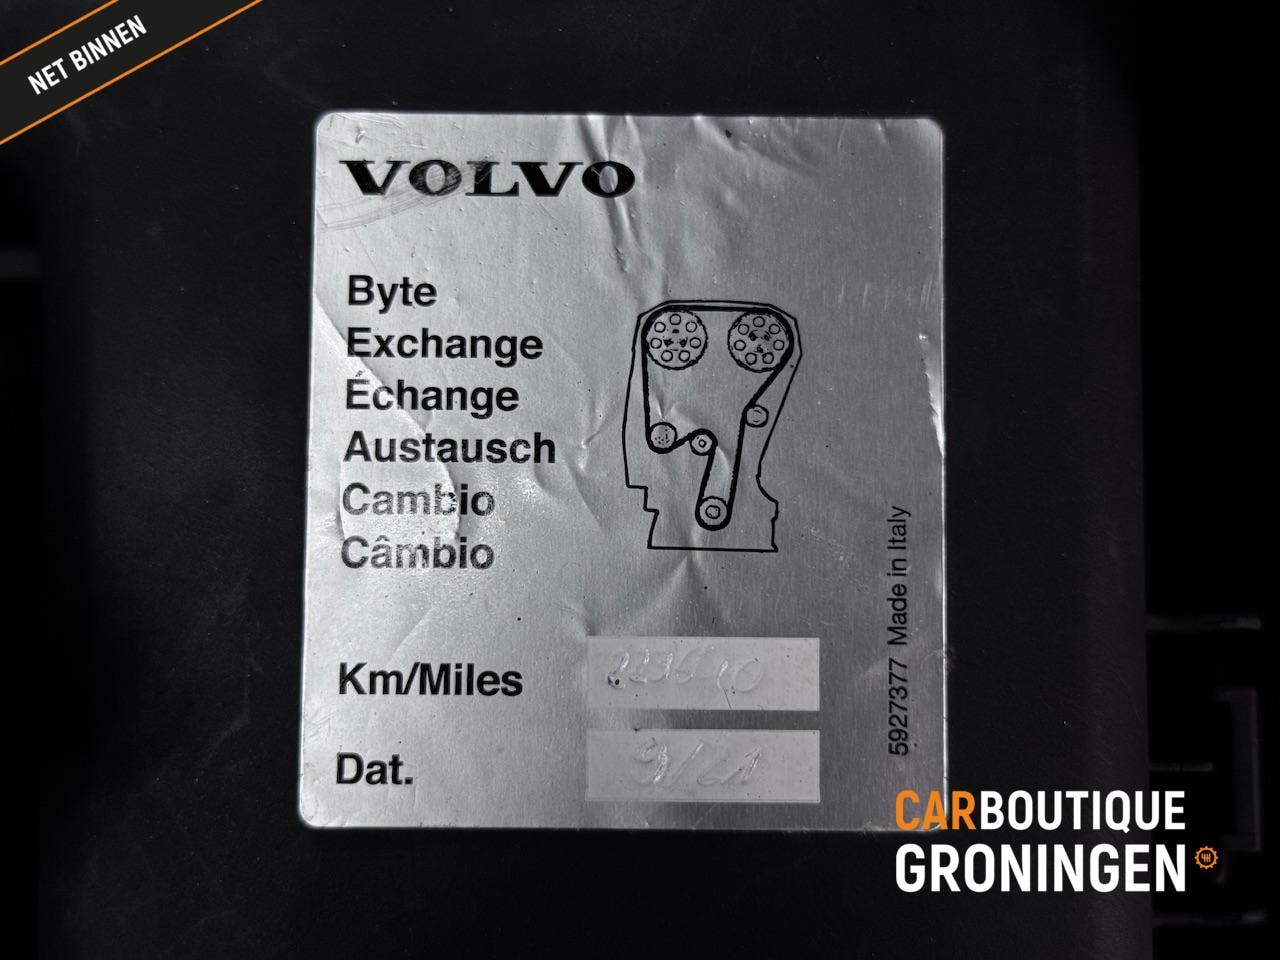 NET BINNEN
VOLVO
Byte
Exchange
Échange
Austausch
Cambio
Câmbio
Km/Miles
Dat.
5927377 Made in Italy
CARBOUTIQUE
GRONINGEN